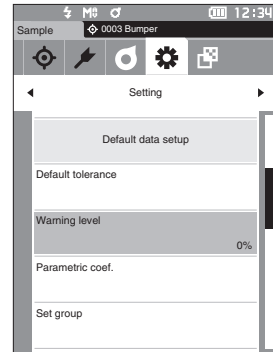 M 12:34
Sample 0003 Bumper
Setting
Default data setup
Default tolerance
Warning level
0%
Parametric coef.
Set group